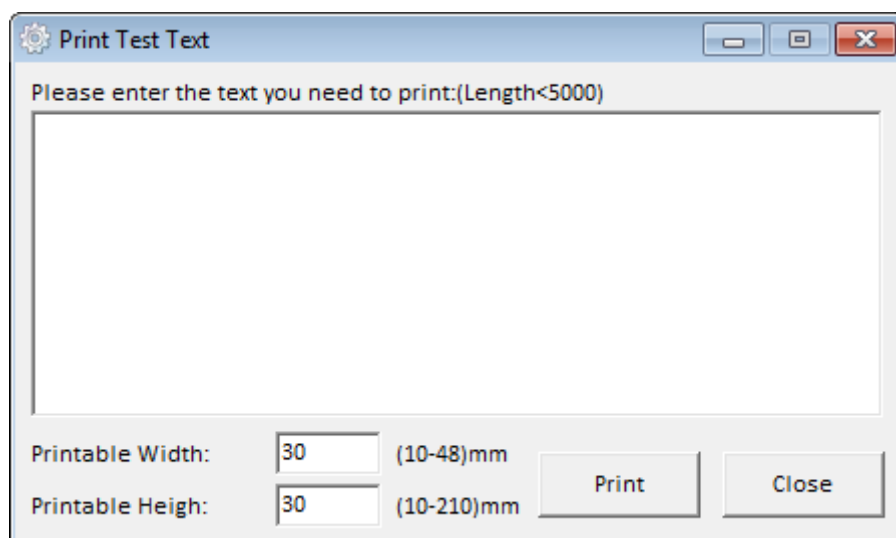 Print Test Text
Please enter the text you need to print:(Length<5000)
Printable Width: 30 (10-48)mm
Printable Heigh: 30 (10-210)mm
Print Close